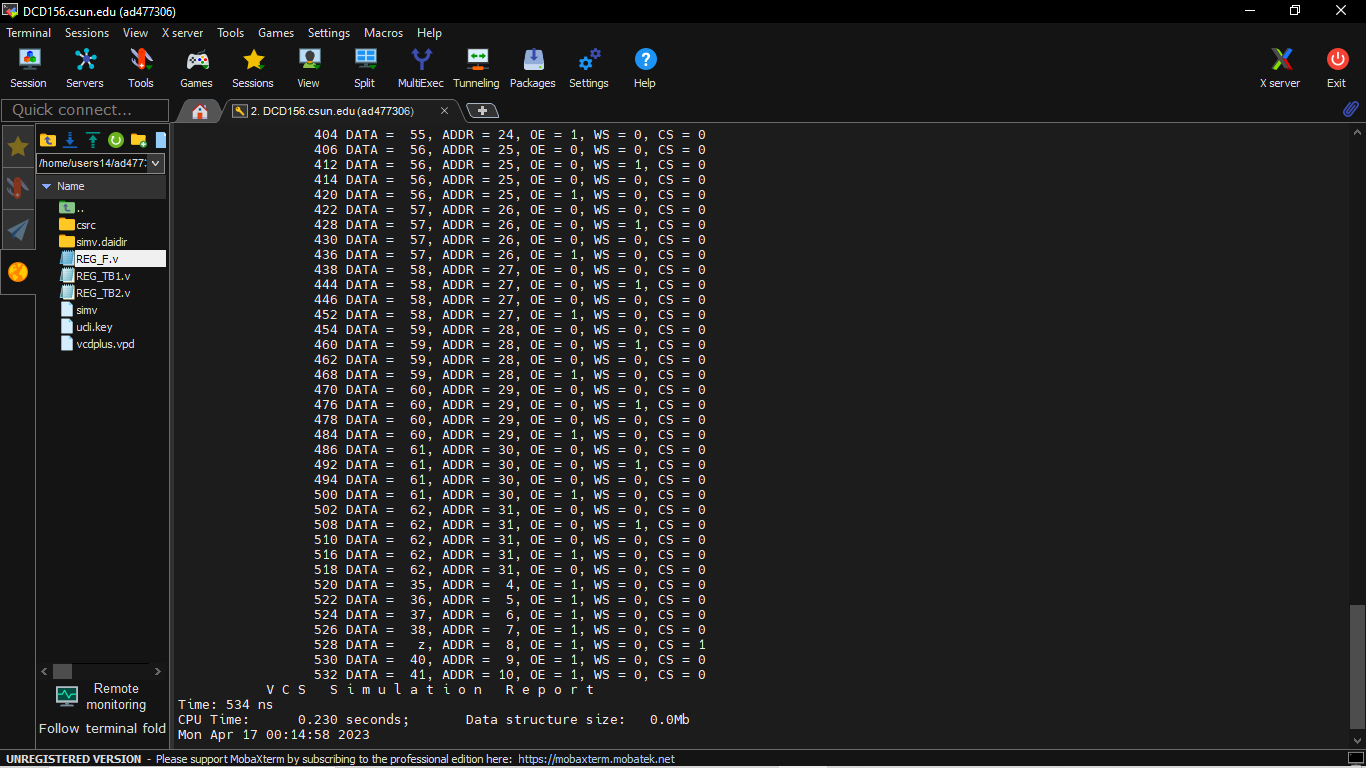 DCD156.csun.edu (ad477306)
Terminal Sessions View X server Tools Games Settings Macros Help
Session Servers Tools Games Sessions View Split MultiExec Tunneling Packages Settings Help X server Exit
Quick connect...
2. DCD156.csun.edu (ad477306)
/home/users14/ad477
Name
..
csrc
simv.daidir
REG_F.v
REG_TB1.v
REG_TB2.v
simv
ucli.key
vcdplus.vpd
Remote
monitoring
Follow terminal fold
404 DATA =  55, ADDR = 24, OE = 1, WS = 0, CS = 0
406 DATA =  56, ADDR = 25, OE = 0, WS = 0, CS = 0
412 DATA =  56, ADDR = 25, OE = 0, WS = 1, CS = 0
414 DATA =  56, ADDR = 25, OE = 0, WS = 0, CS = 0
420 DATA =  56, ADDR = 25, OE = 1, WS = 0, CS = 0
422 DATA =  57, ADDR = 26, OE = 0, WS = 0, CS = 0
428 DATA =  57, ADDR = 26, OE = 0, WS = 1, CS = 0
430 DATA =  57, ADDR = 26, OE = 0, WS = 0, CS = 0
436 DATA =  57, ADDR = 26, OE = 1, WS = 0, CS = 0
438 DATA =  58, ADDR = 27, OE = 0, WS = 0, CS = 0
444 DATA =  58, ADDR = 27, OE = 0, WS = 1, CS = 0
446 DATA =  58, ADDR = 27, OE = 0, WS = 0, CS = 0
452 DATA =  58, ADDR = 27, OE = 1, WS = 0, CS = 0
454 DATA =  59, ADDR = 28, OE = 0, WS = 0, CS = 0
460 DATA =  59, ADDR = 28, OE = 0, WS = 1, CS = 0
462 DATA =  59, ADDR = 28, OE = 0, WS = 0, CS = 0
468 DATA =  59, ADDR = 28, OE = 1, WS = 0, CS = 0
470 DATA =  60, ADDR = 29, OE = 0, WS = 0, CS = 0
476 DATA =  60, ADDR = 29, OE = 0, WS = 1, CS = 0
478 DATA =  60, ADDR = 29, OE = 0, WS = 0, CS = 0
484 DATA =  60, ADDR = 29, OE = 1, WS = 0, CS = 0
486 DATA =  61, ADDR = 30, OE = 0, WS = 0, CS = 0
492 DATA =  61, ADDR = 30, OE = 0, WS = 1, CS = 0
494 DATA =  61, ADDR = 30, OE = 0, WS = 0, CS = 0
500 DATA =  61, ADDR = 30, OE = 1, WS = 0, CS = 0
502 DATA =  62, ADDR = 31, OE = 0, WS = 0, CS = 0
508 DATA =  62, ADDR = 31, OE = 0, WS = 1, CS = 0
510 DATA =  62, ADDR = 31, OE = 0, WS = 0, CS = 0
516 DATA =  62, ADDR = 31, OE = 1, WS = 0, CS = 0
518 DATA =  62, ADDR = 31, OE = 0, WS = 0, CS = 0
520 DATA =  35, ADDR =  4, OE = 1, WS = 0, CS = 0
522 DATA =  36, ADDR =  5, OE = 1, WS = 0, CS = 0
524 DATA =  37, ADDR =  6, OE = 1, WS = 0, CS = 0
526 DATA =  38, ADDR =  7, OE = 1, WS = 0, CS = 0
528 DATA =   z, ADDR =  8, OE = 1, WS = 0, CS = 1
530 DATA =  40, ADDR =  9, OE = 1, WS = 0, CS = 0
532 DATA =  41, ADDR = 10, OE = 1, WS = 0, CS = 0
V C S   S i m u l a t i o n   R e p o r t
Time: 534 ns
CPU Time:      0.230 seconds;       Data structure size:   0.0Mb
Mon Apr 17 00:14:58 2023
UNREGISTERED VERSION - Please support MobaXterm by subscribing to the professional edition here: https://mobaxterm.mobatek.net